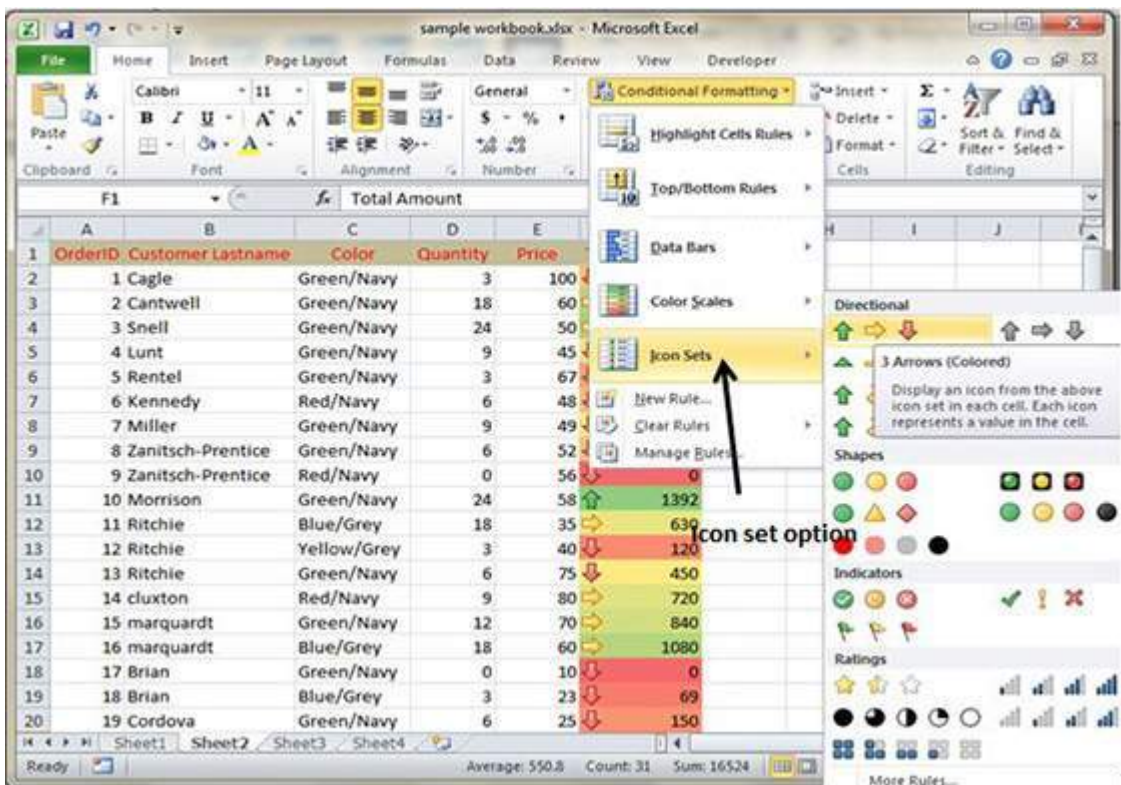 sample workbook.xlsx - Microsoft Excel
File Home Insert Page Layout Formulas Data Review View Developer
Calibri 11 General Conditional Formatting Insert Σ
Paste B I U A A $ % , Delete Sort & Find &
A Format Filter Select
Clipboard Font Alignment Number Cells Editing
F1 fx Total Amount
A B C D E H I J
1 OrderID Customer Lastname Color Quantity Price
2 1 Cagle Green/Navy 3 100
3 2 Cantwell Green/Navy 18 60
4 3 Snell Green/Navy 24 50
5 4 Lunt Green/Navy 9 45
6 5 Rentel Green/Navy 3 67
7 6 Kennedy Red/Navy 6 48
8 7 Miller Green/Navy 9 49
9 8 Zanitsch-Prentice Green/Navy 6 52
10 9 Zanitsch-Prentice Red/Navy 0 56 0
11 10 Morrison Green/Navy 24 58 1392
12 11 Ritchie Blue/Grey 18 35 630
13 12 Ritchie Yellow/Grey 3 40 120
14 13 Ritchie Green/Navy 6 75 450
15 14 cluxton Red/Navy 9 80 720
16 15 marquardt Green/Navy 12 70 840
17 16 marquardt Blue/Grey 18 60 1080
18 17 Brian Green/Navy 0 10 0
19 18 Brian Blue/Grey 3 23 69
20 19 Cordova Green/Navy 6 25 150
Sheet1 Sheet2 Sheet3 Sheet4
Ready Average: 550.8 Count: 31 Sum: 16524
Highlight Cells Rules
Top/Bottom Rules
Data Bars
Color Scales
Icon Sets
New Rule...
Clear Rules
Manage Rules...
Icon set option
Directional
3 Arrows (Colored)
Display an icon from the above
icon set in each cell. Each icon
represents a value in the cell.
Shapes
Indicators
Ratings
More Rules...